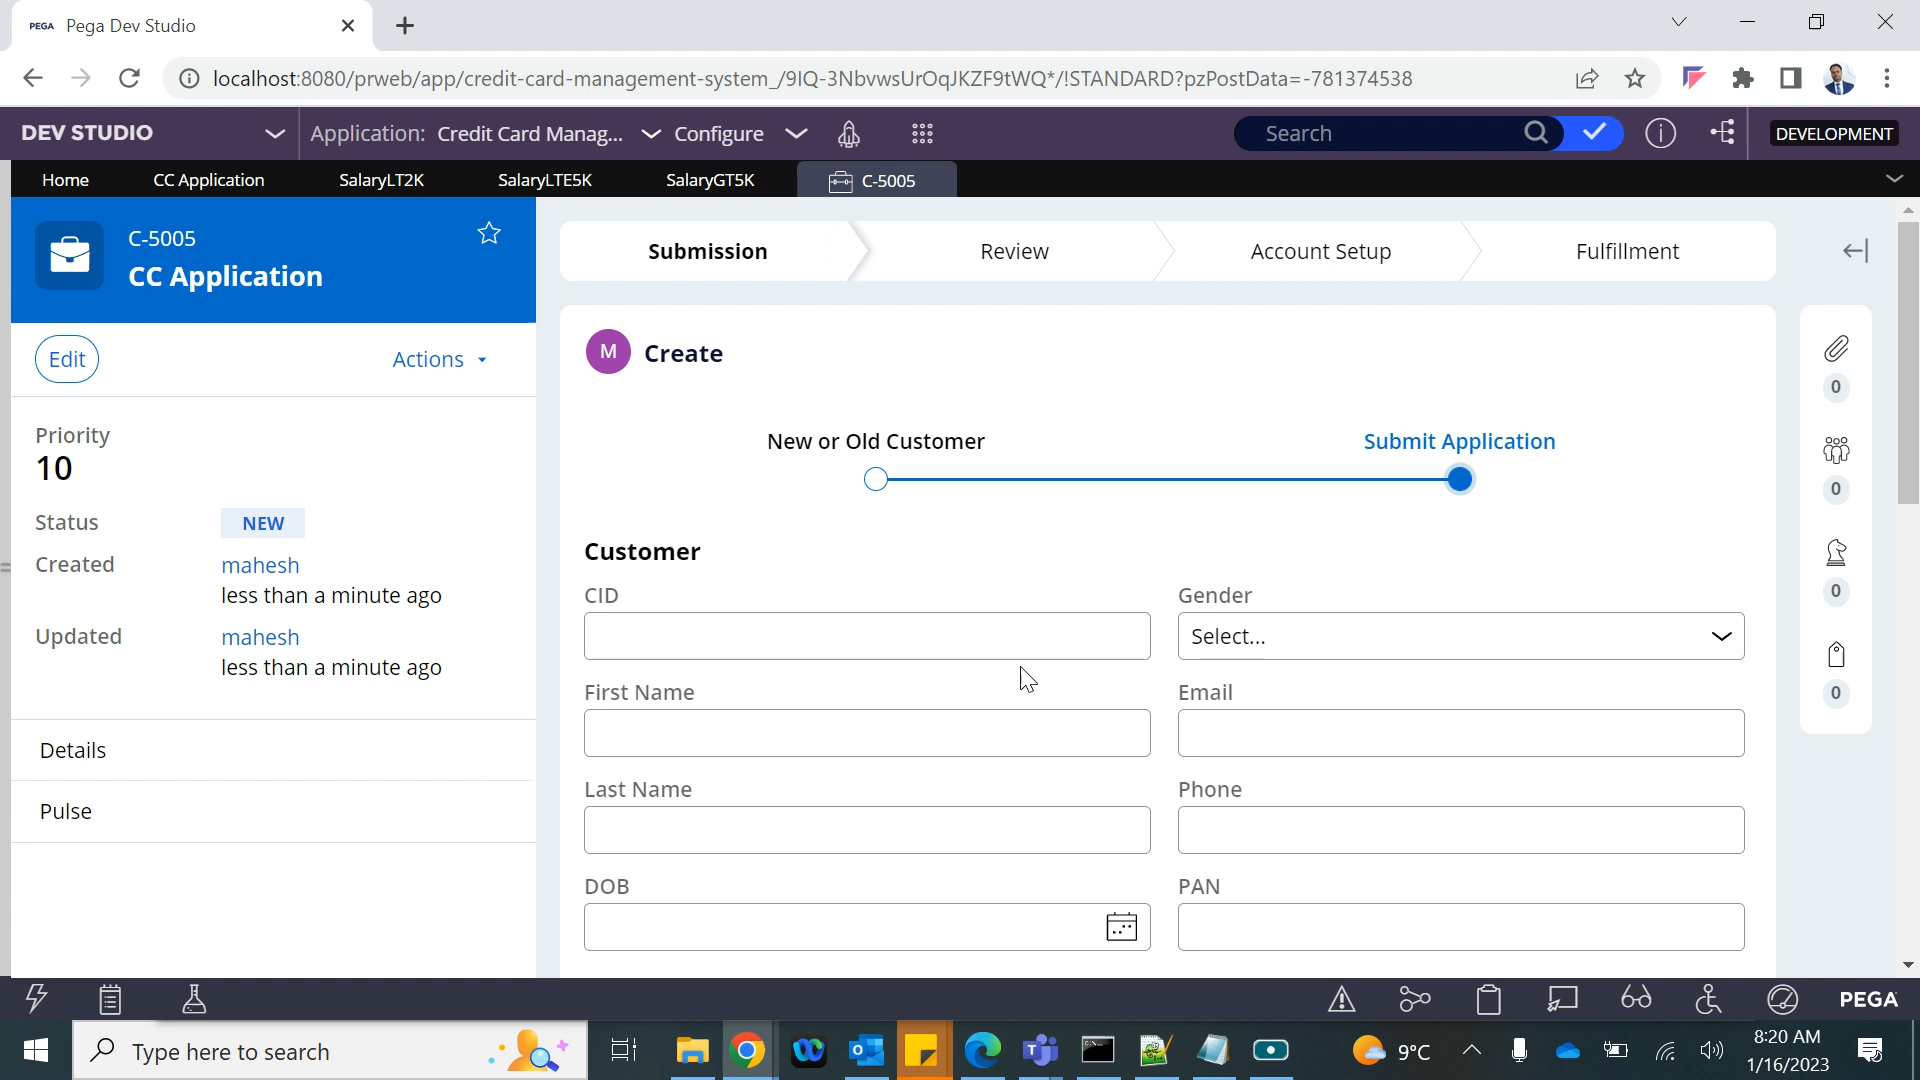 PEGA Pega Dev Studio
localhost:8080/prweb/app/credit-card-management-system_/9IQ-3NbvwsUrOqJKZF9tWQ*/!STANDARD?pzPostData=-781374538
DEV STUDIO Application: Credit Card Manag... Configure Search DEVELOPMENT
Home CC Application SalaryLT2K SalaryLTE5K SalaryGT5K C-5005
C-5005
CC Application
Edit Actions
Priority
10
Status NEW
Created mahesh
less than a minute ago
Updated mahesh
less than a minute ago
Details
Pulse
Submission Review Account Setup Fulfillment
M Create
New or Old Customer Submit Application
Customer
CID Gender
Select...
First Name Email
Last Name Phone
DOB PAN
0
0
0
0
PEGA
Type here to search
9°C
8:20 AM
1/16/2023